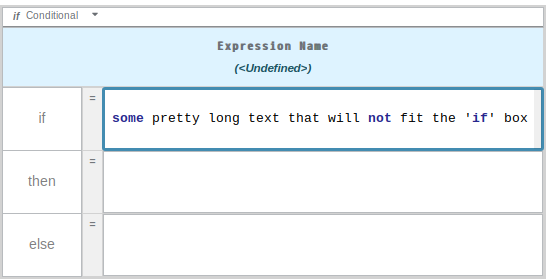 if Conditional
Expression Name
(<Undefined>)
if = some pretty long text that will not fit the 'if' box
then =
else =